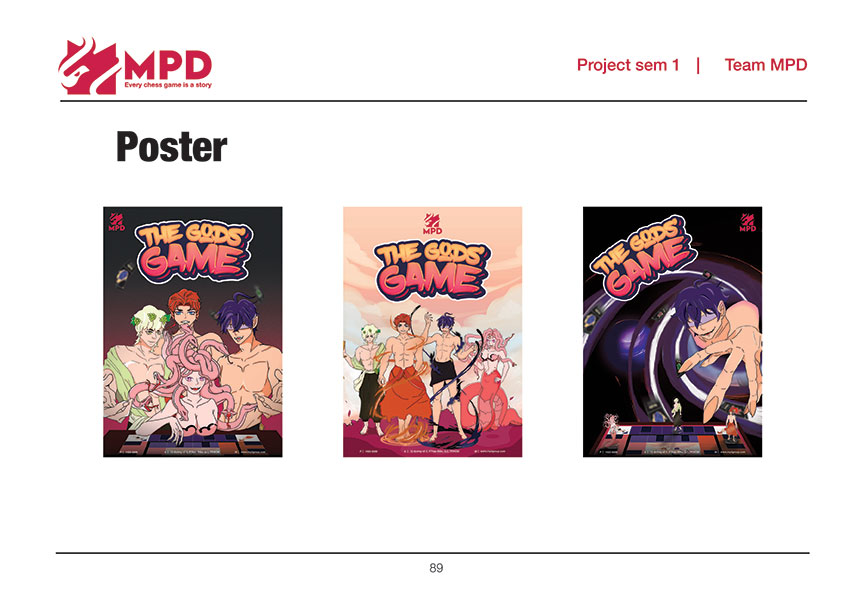 MPD
Every chess game is a story
Project sem 1 | Team MPD
Poster
MPD
THE GODS'
GAME
MPD
THE GODS'
GAME
MPD
THE GODS'
GAME
89